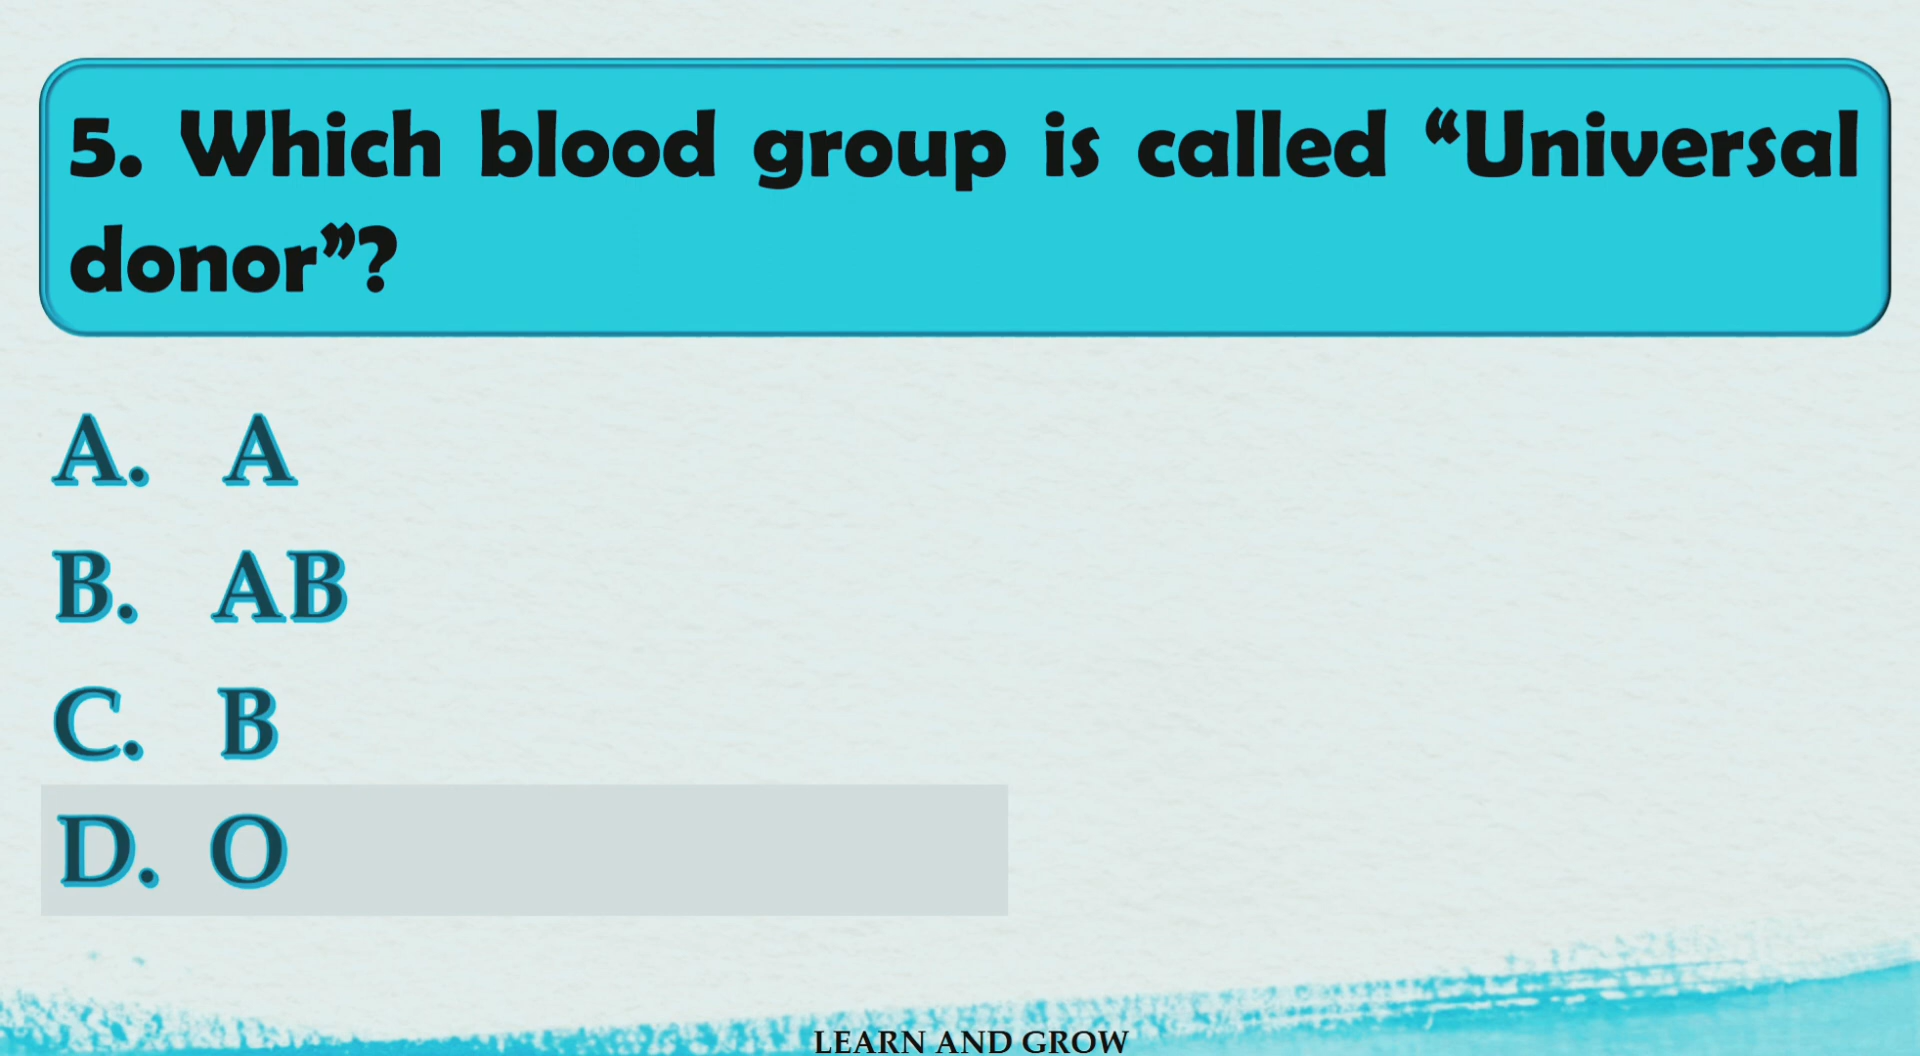 5. Which blood group is called “Universal
donor”?
A. A
B. AB
C. B
D. O
LEARN AND GROW